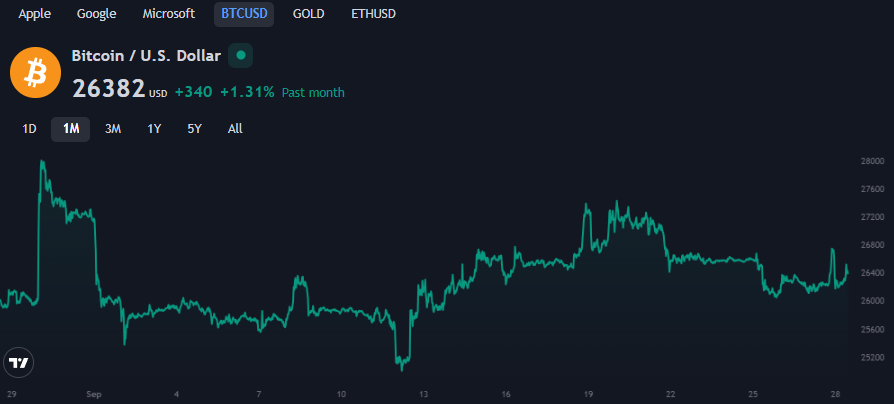 Apple Google Microsoft BTCUSD GOLD ETHUSD
Bitcoin / U.S. Dollar
26382 USD +340 +1.31% Past month
1D 1M 3M 1Y 5Y All
28000
27600
27200
26800
26400
26000
25600
25200
29 Sep 4 7 10 13 16 19 22 25 28